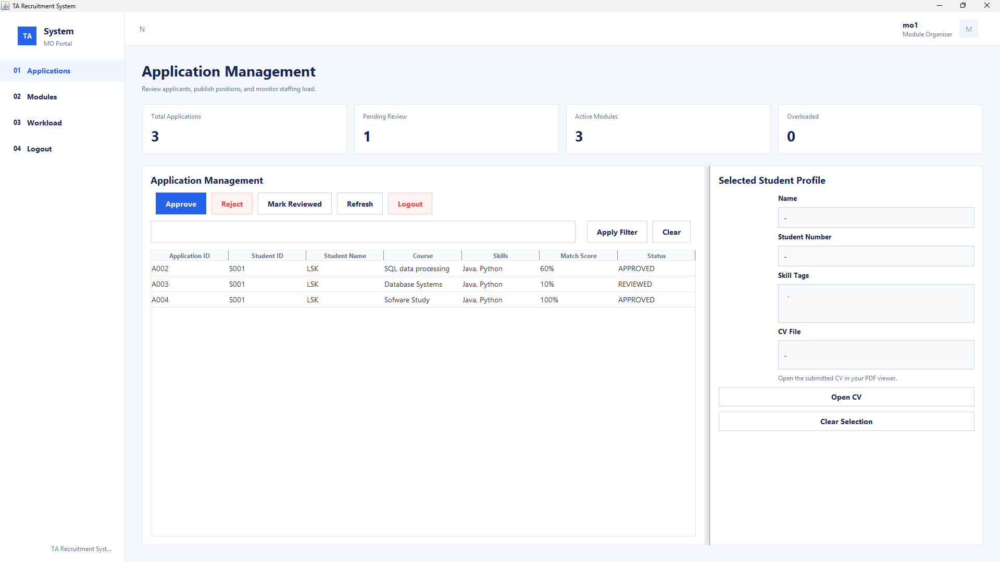 TA Recruitment System
TA
System
MO Portal
01 Applications
02 Modules
03 Workload
04 Logout
TA Recruitment Syst...
N
mo1
Module Organiser
M
Application Management
Review applicants, publish positions, and monitor staffing load.
Total Applications
3
Pending Review
1
Active Modules
3
Overloaded
0
Application Management
Approve Reject Mark Reviewed Refresh Logout
Apply Filter Clear
Application ID Student ID Student Name Course Skills Match Score Status
A002 S001 LSK SQL data processing Java, Python 60% APPROVED
A003 S001 LSK Database Systems Java, Python 10% REVIEWED
A004 S001 LSK Sofware Study Java, Python 100% APPROVED
Selected Student Profile
Name
-
Student Number
-
Skill Tags
-
CV File
-
Open the submitted CV in your PDF viewer.
Open CV
Clear Selection